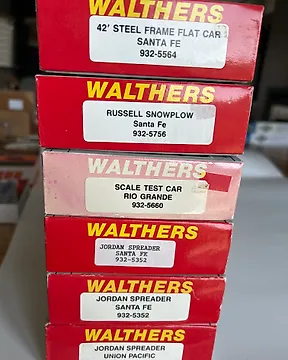 WALTHERS
42' STEEL FRAME FLAT CAR
SANTA FE
932-5564
WALTHERS
RUSSELL SNOWPLOW
Santa Fe
932-5756
WALTHERS
SCALE TEST CAR
RIO GRANDE
932-5660
WALTHERS
JORDAN SPREADER
SANTA FE
932-5352
WALTHERS
JORDAN SPREADER
SANTA FE
932-5352
WALTHERS
JORDAN SPREADER
UNION PACIFIC